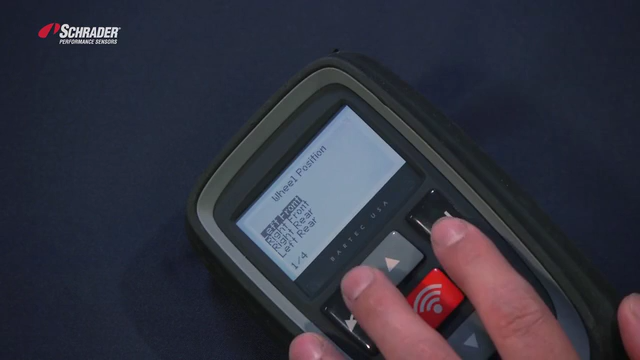 SCHRADER
PERFORMANCE SENSORS
Wheel Position
Left Front
Right Front
Right Rear
Left Rear
1/4
BARTEC USA